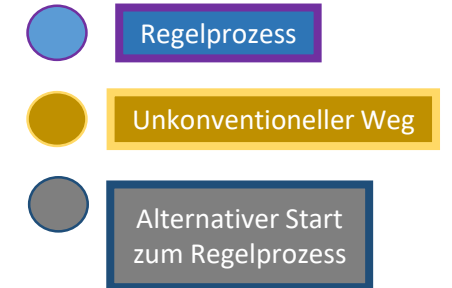 Regelprozess
Unkonventioneller Weg
Alternativer Start
zum Regelprozess